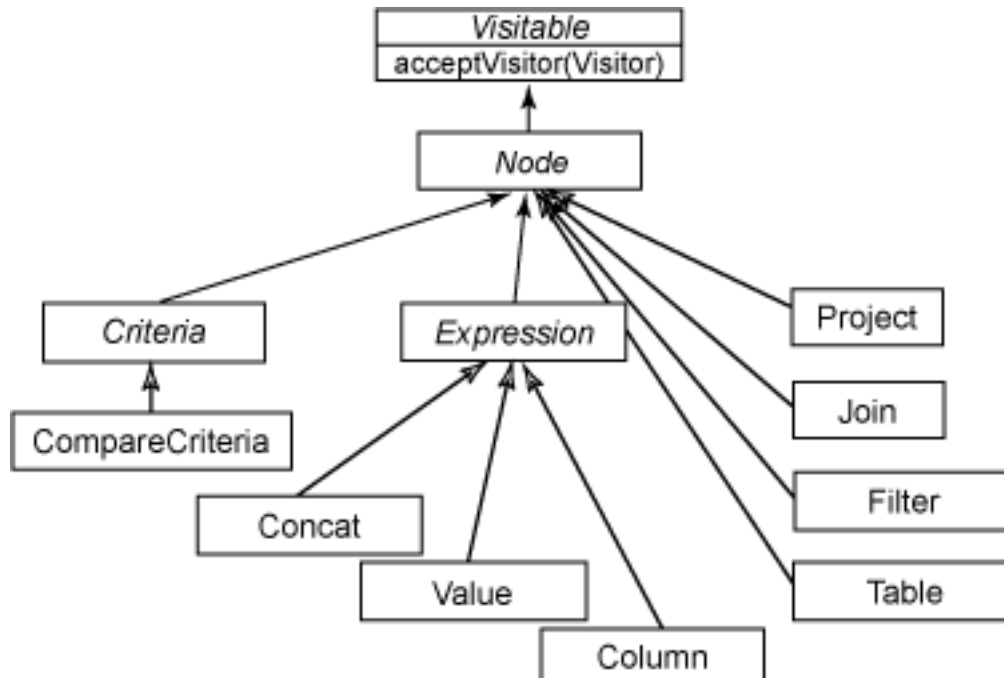 Visitable
acceptVisitor(Visitor)
Node
Criteria
Expression
Project
Join
CompareCriteria
Filter
Concat
Value
Table
Column